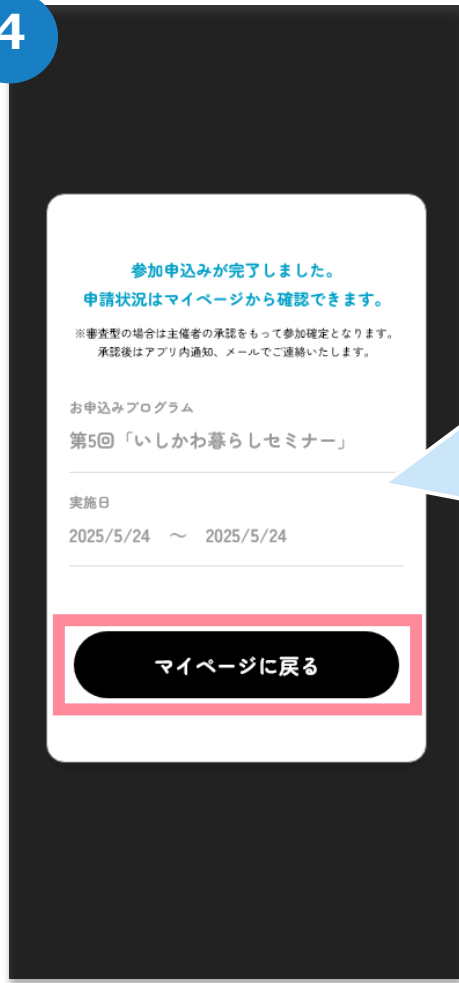 4
参加申込みが完了しました。
申請状況はマイページから確認できます。
※審査型の場合は主催者の承認をもって参加確定となります。
承認後はアプリ内通知、メールでご連絡いたします。
お申込みプログラム
第5回「いしかわ暮らしセミナー」
実施日
2025/5/24 ～ 2025/5/24
マイページに戻る